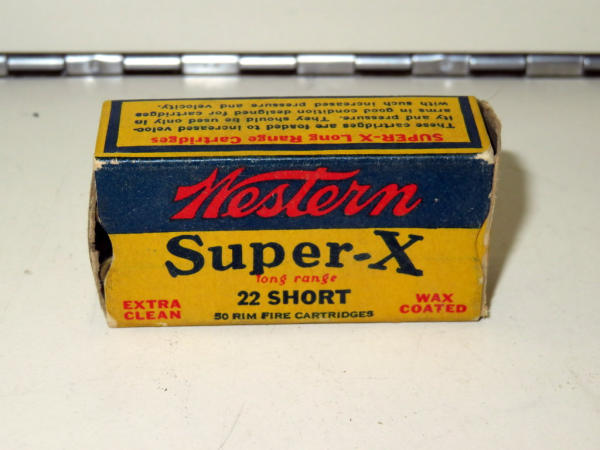 SUPER-X Long Range Cartridges
These cartridges are loaded to increased veloc-
ity and pressure. They should be used only in
arms in good condition designed for cartridges
with such increased pressure and velocity.
Western
Super-X
long range
22 SHORT
EXTRA
CLEAN
WAX
COATED
50 RIM FIRE CARTRIDGES